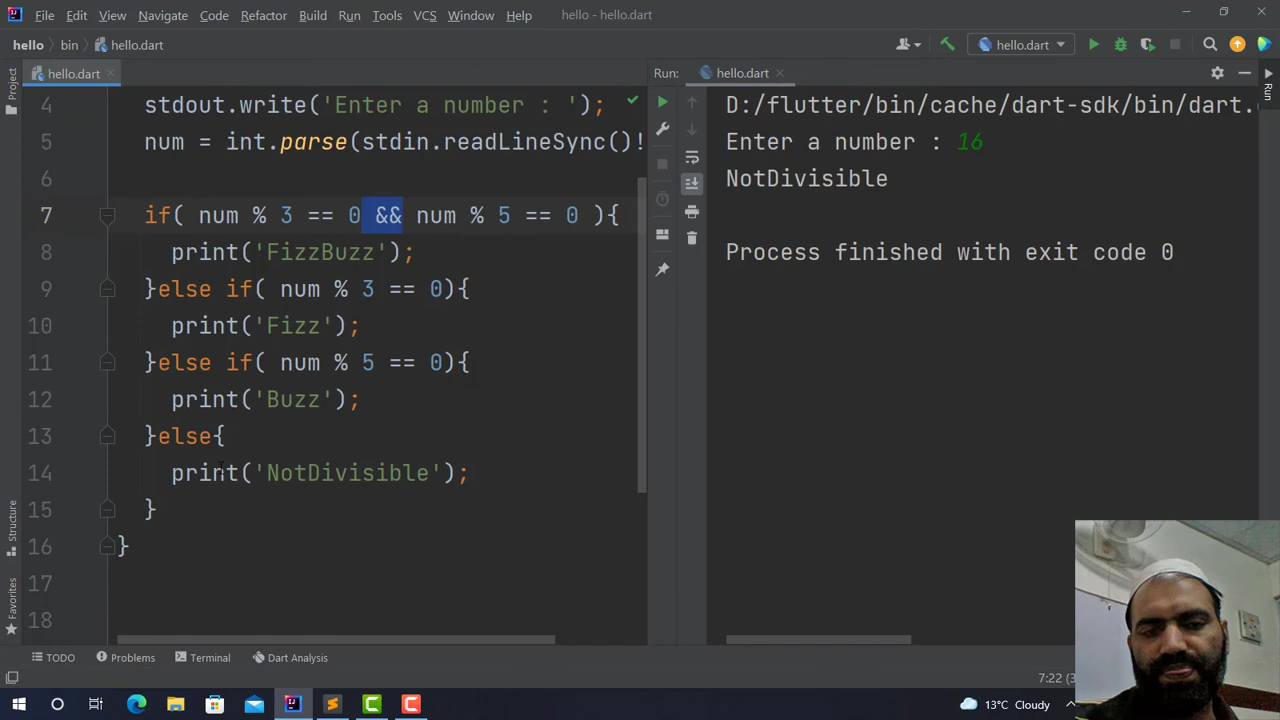 File Edit View Navigate Code Refactor Build Run Tools VCS Window Help hello - hello.dart
hello bin hello.dart hello.dart
Project
hello.dart
4 stdout.write('Enter a number : ');
5 num = int.parse(stdin.readLineSync()!
6
7 if( num % 3 == 0 && num % 5 == 0 ){
8 print('FizzBuzz');
9 }else if( num % 3 == 0){
10 print('Fizz');
11 }else if( num % 5 == 0){
12 print('Buzz');
13 }else{
14 print('NotDivisible');
15 }
16 }
17
18
Run: hello.dart
D:/flutter/bin/cache/dart-sdk/bin/dart.
Enter a number : 16
NotDivisible
Process finished with exit code 0
Run
Structure
Favorites
TODO Problems Terminal Dart Analysis
7:22 (3
13°C Cloudy